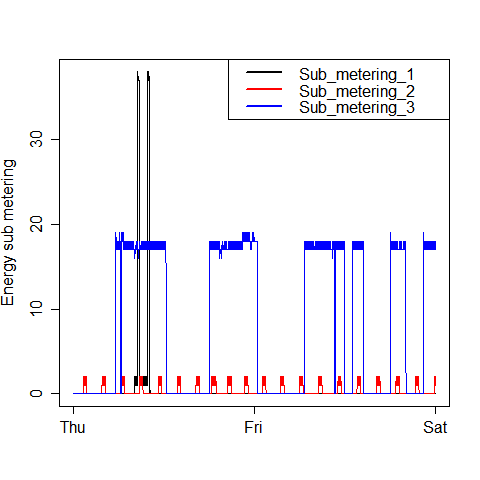 Sub_metering_1
Sub_metering_2
Sub_metering_3
Energy sub metering
30
20
10
0
Thu Fri Sat